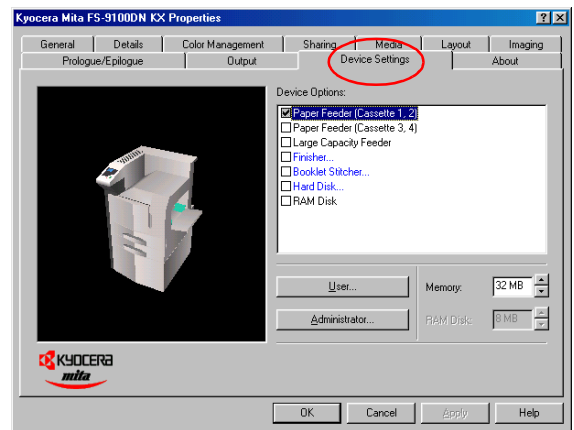 Kyocera Mita FS-9100DN KX Properties
General Details Color Management Sharing Media Layout Imaging
Prologue/Epilogue Output Device Settings About
Device Options:
Paper Feeder (Cassette 1, 2)
Paper Feeder (Cassette 3, 4)
Large Capacity Feeder
Finisher...
Booklet Stitcher...
Hard Disk...
RAM Disk
User... Memory: 32 MB
Administrator... RAM Disk: 8 MB
KYOCERA
mita
OK Cancel Apply Help